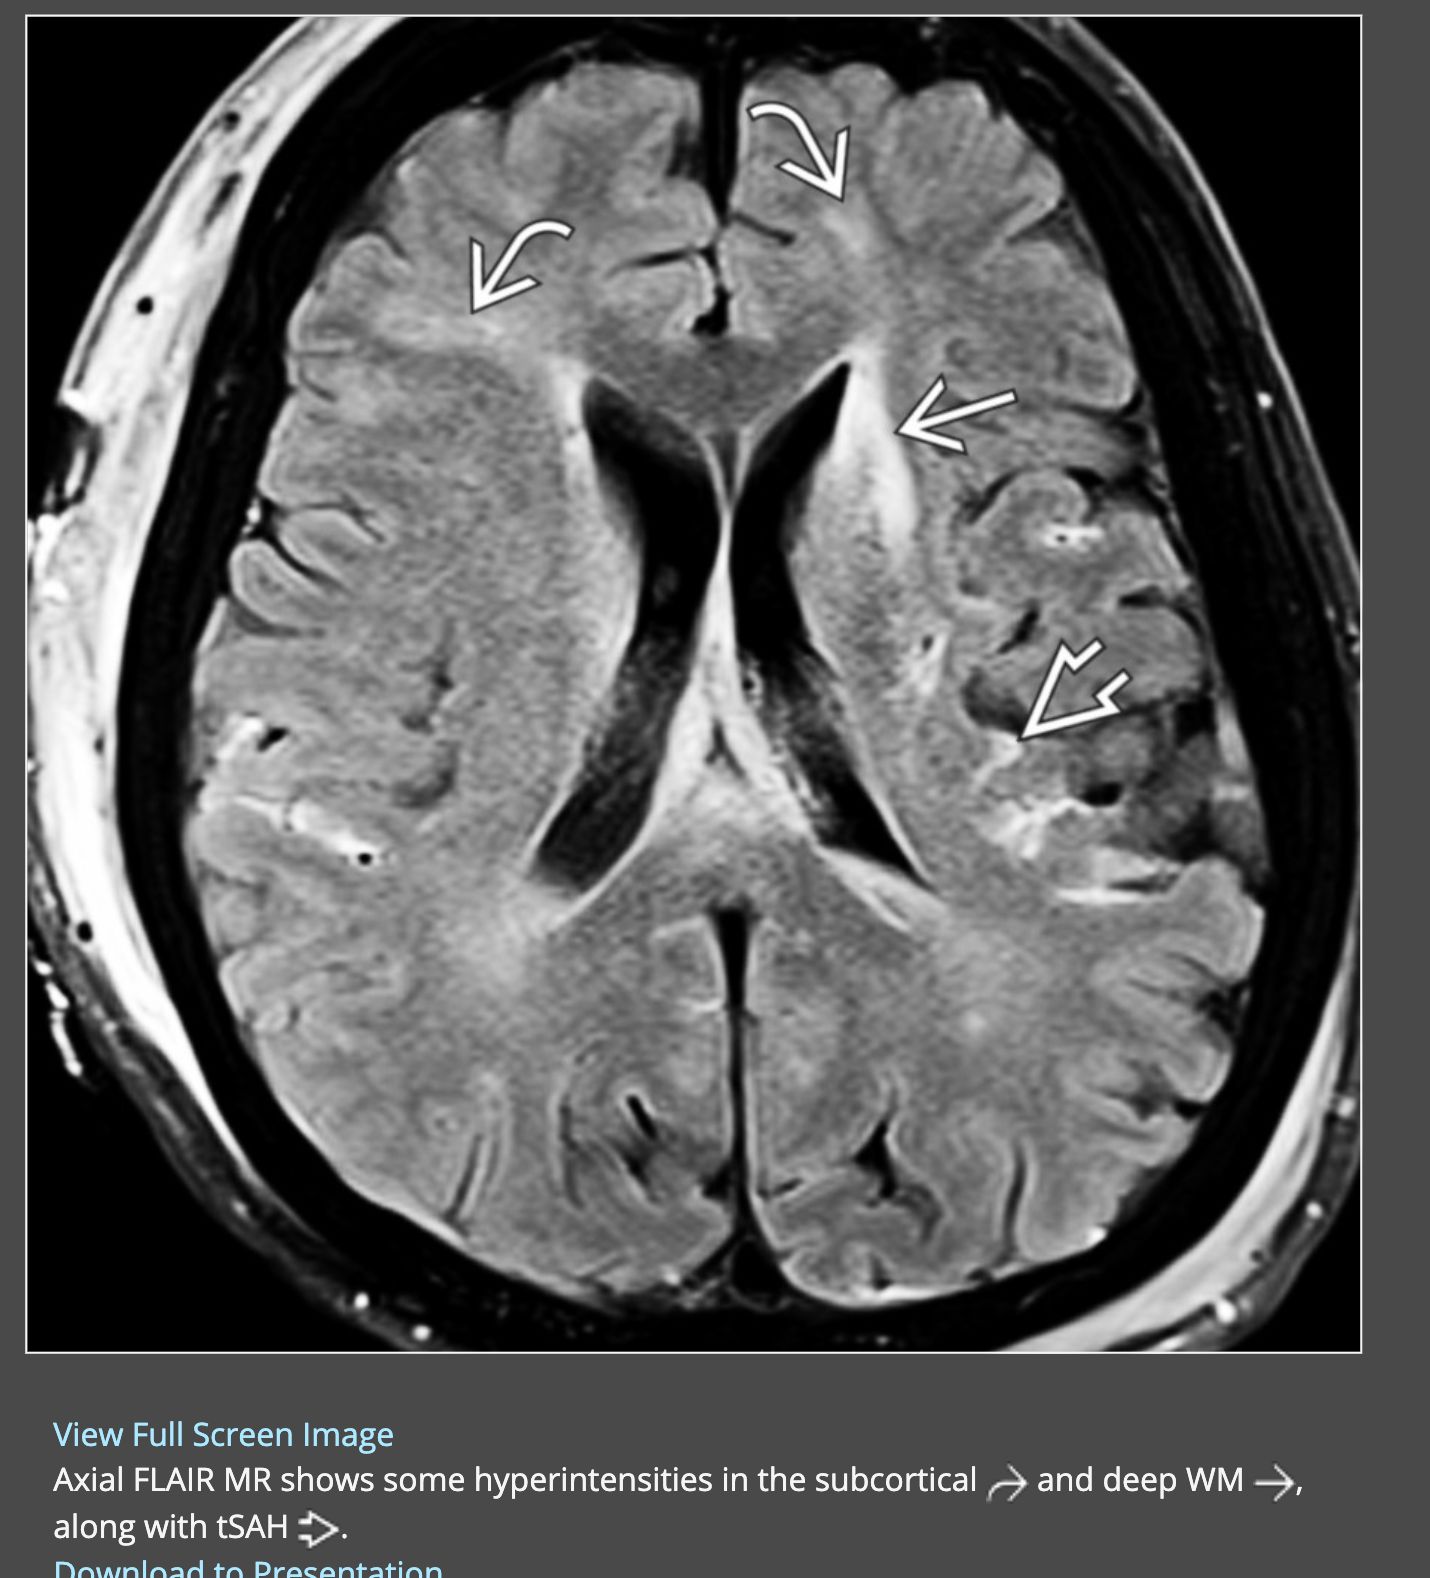 View Full Screen Image
Axial FLAIR MR shows some hyperintensities in the subcortical and deep WM ,
along with tSAH .
Download to Presentation